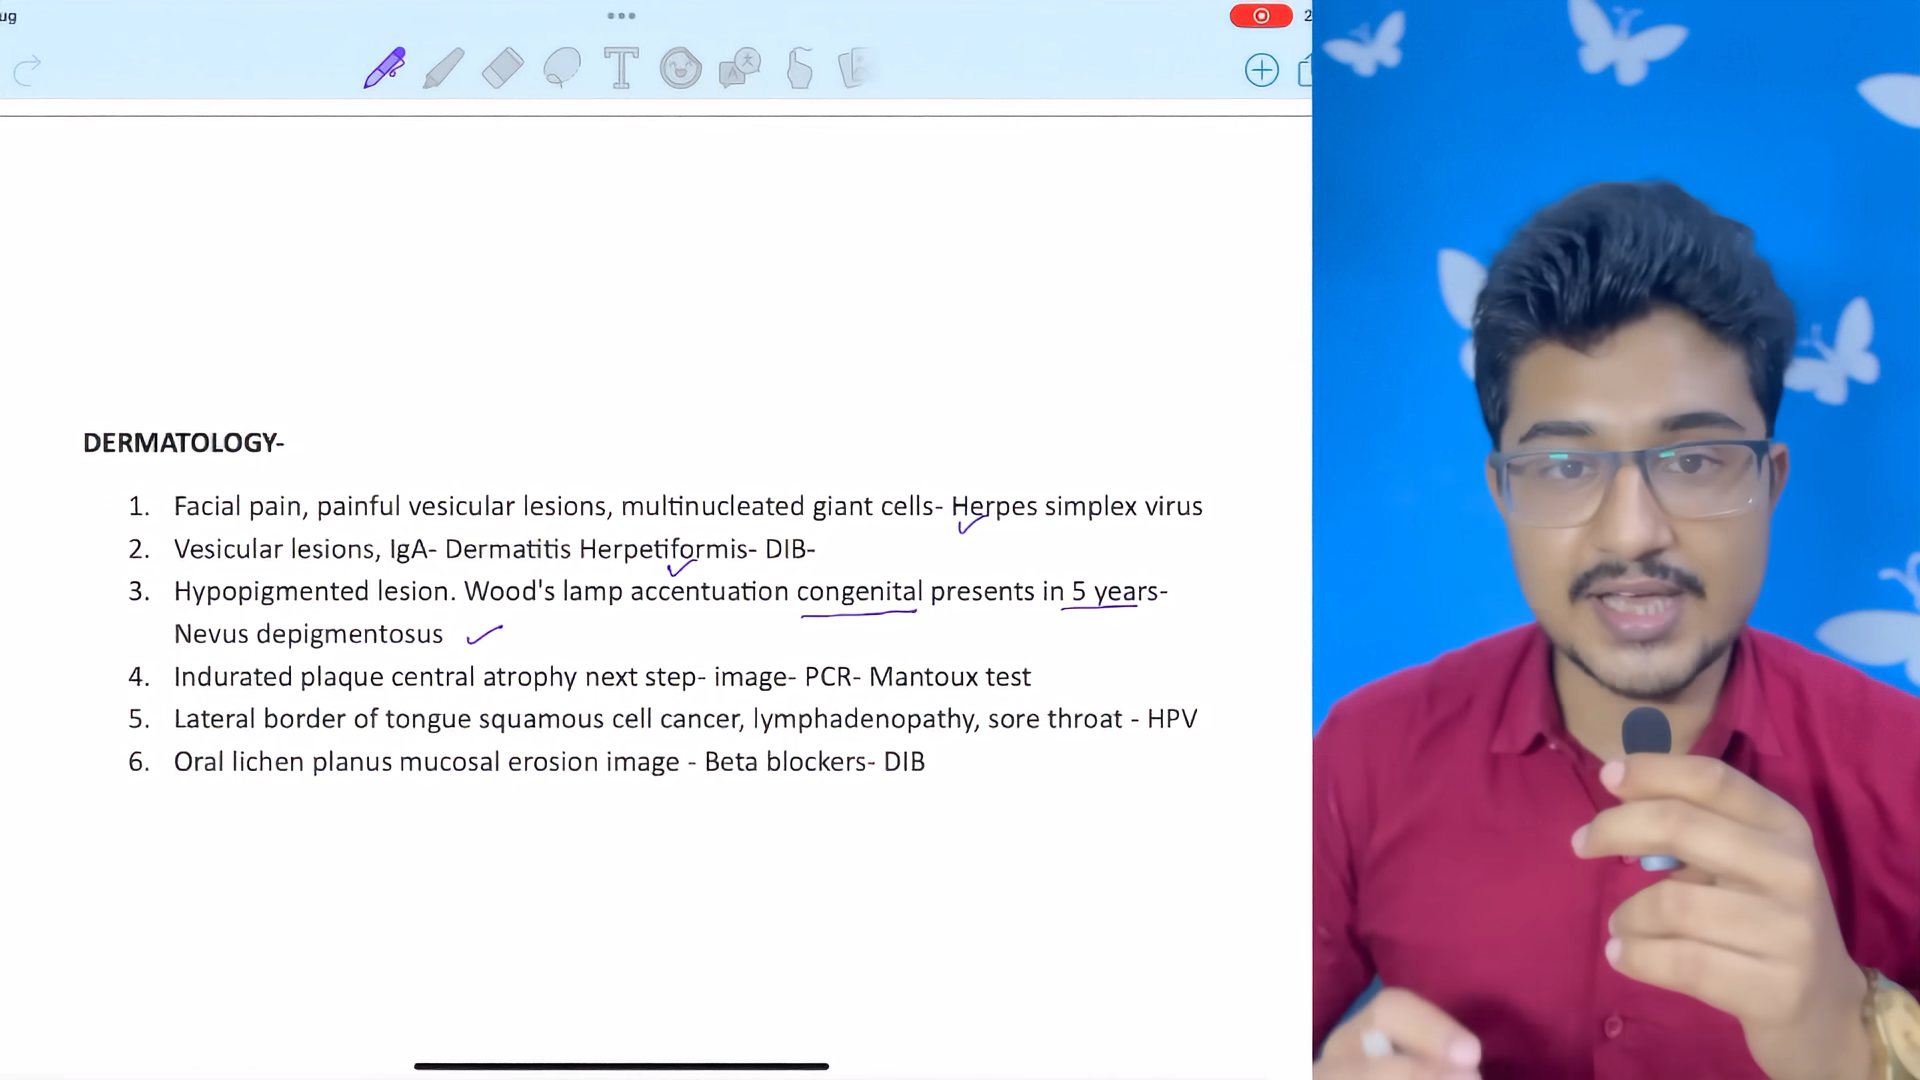 ug
2
DERMATOLOGY-
1. Facial pain, painful vesicular lesions, multinucleated giant cells- Herpes simplex virus
2. Vesicular lesions, IgA- Dermatitis Herpetiformis- DIB-
3. Hypopigmented lesion. Wood's lamp accentuation congenital presents in 5 years-
Nevus depigmentosus
4. Indurated plaque central atrophy next step- image- PCR- Mantoux test
5. Lateral border of tongue squamous cell cancer, lymphadenopathy, sore throat - HPV
6. Oral lichen planus mucosal erosion image - Beta blockers- DIB